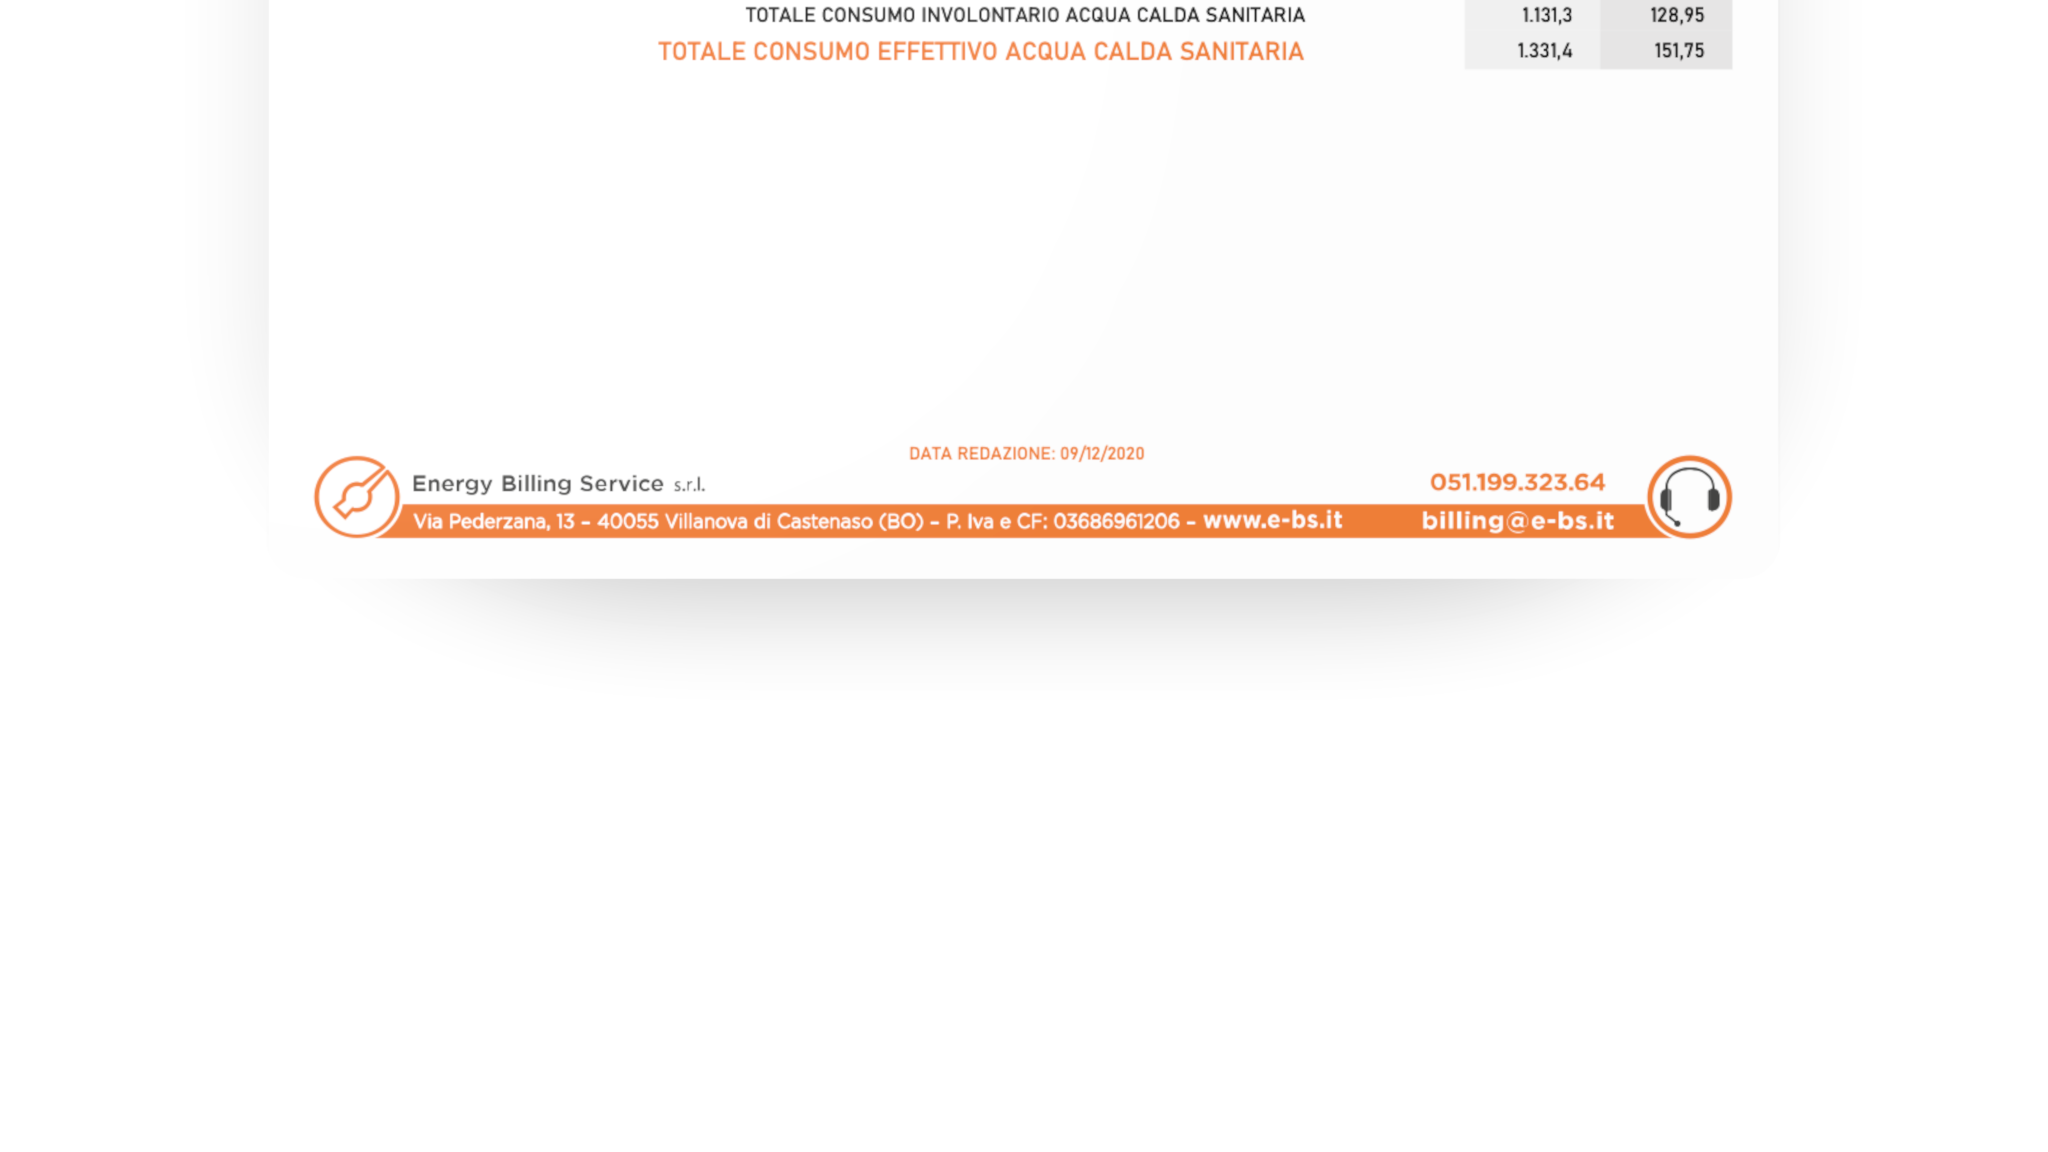 TOTALE CONSUMO INVOLONTARIO ACQUA CALDA SANITARIA 1.131,3 128,95
TOTALE CONSUMO EFFETTIVO ACQUA CALDA SANITARIA 1.331,4 151,75
DATA REDAZIONE: 09/12/2020
Energy Billing Service s.r.l. 051.199.323.64
Via Pederzana, 13 - 40055 Villanova di Castenaso (BO) - P. Iva e CF: 03686961206 - www.e-bs.it billing@e-bs.it